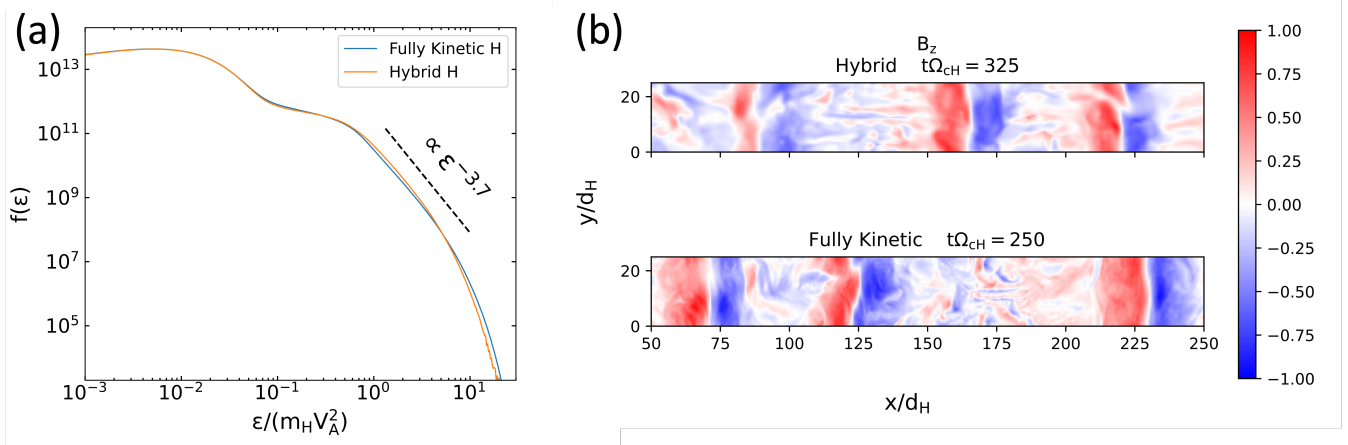 (a)
Fully Kinetic H
Hybrid H
∝ ε^−3.7
f(ε)
10^13
10^11
10^9
10^7
10^5
10^−3
10^−2
10^−1
10^0
10^1
ε/(m_H V_A^2)
(b)
B_z
Hybrid tΩ_cH = 325
20
0
Fully Kinetic tΩ_cH = 250
20
0
50
75
100
125
150
175
200
225
250
y/d_H
x/d_H
1.00
0.75
0.50
0.25
0.00
−0.25
−0.50
−0.75
−1.00